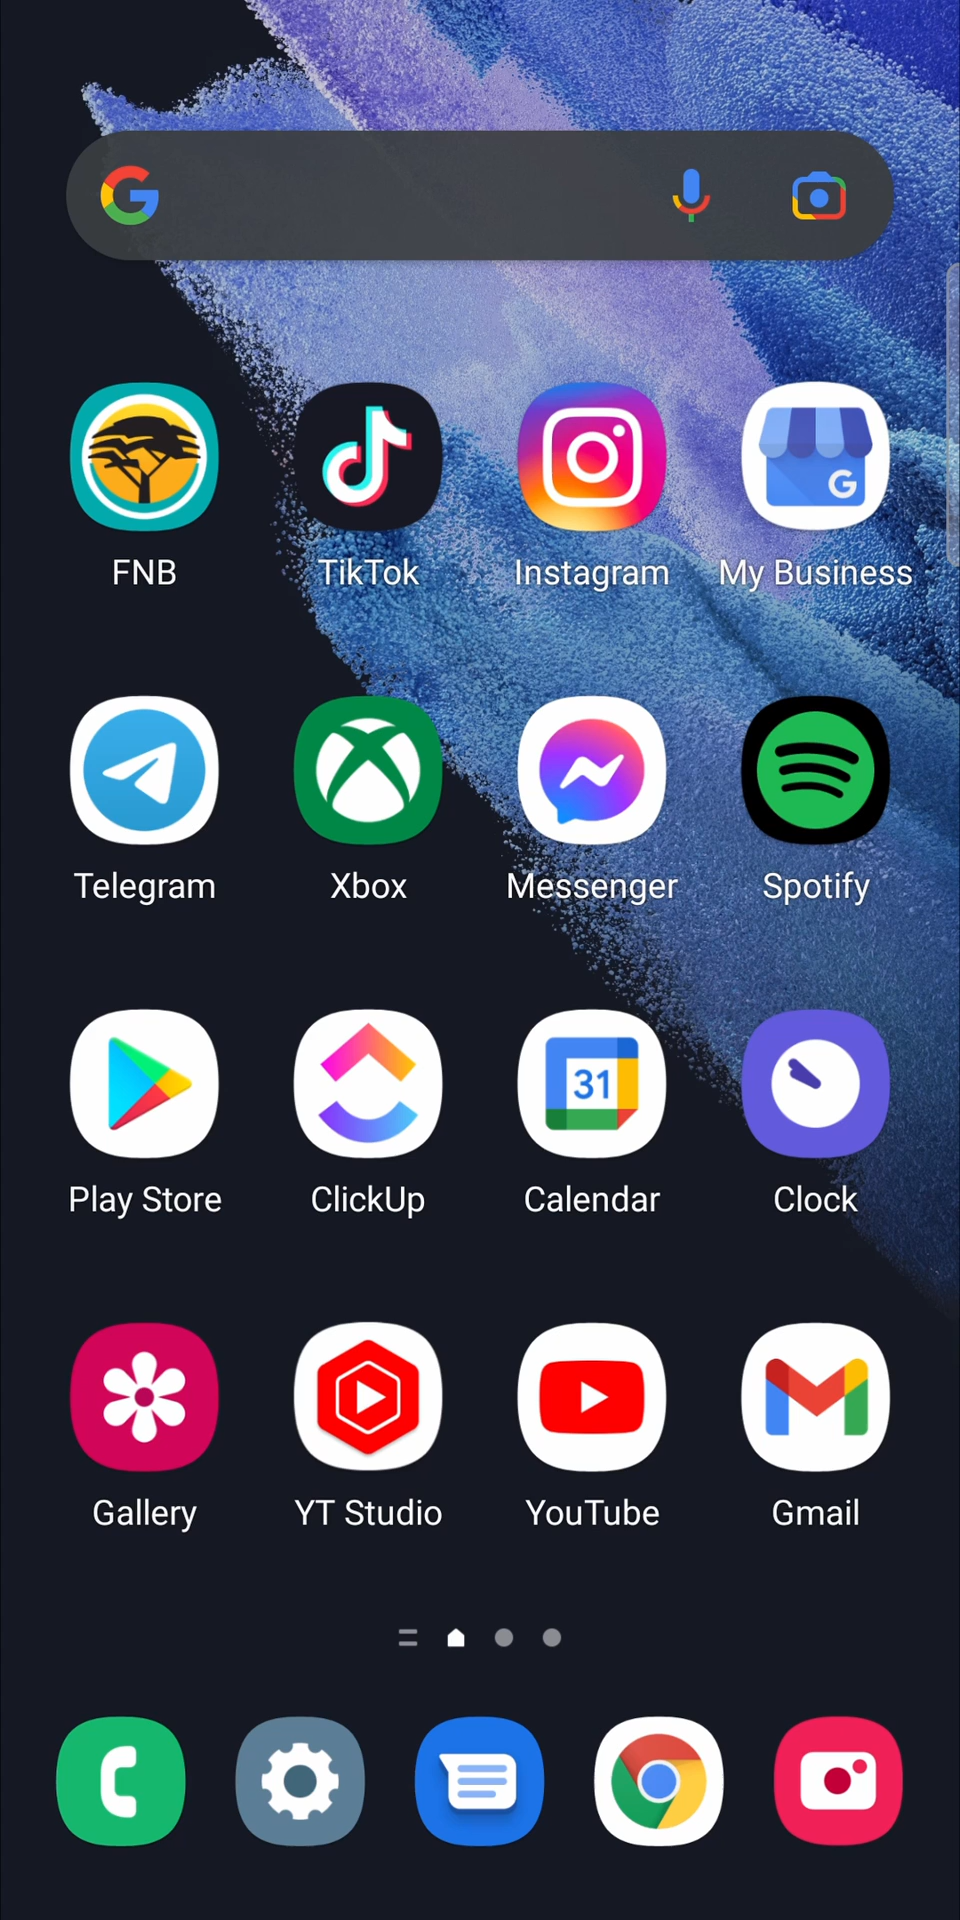 FNB TikTok Instagram My Business
Telegram Xbox Messenger Spotify
31
Play Store ClickUp Calendar Clock
Gallery YT Studio YouTube Gmail